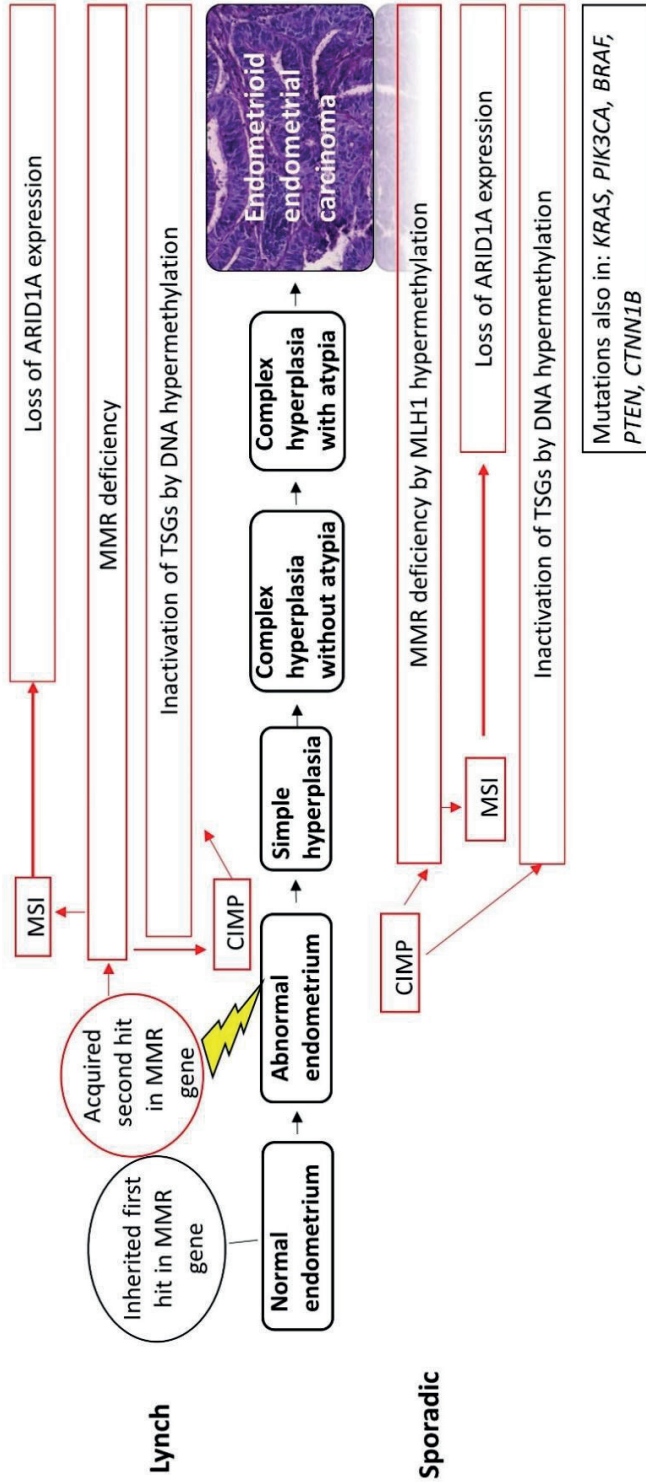 Lynch
Loss of ARID1A expression
MSI
MMR deficiency
Acquired
second hit
in MMR
gene
Inactivation of TSGs by DNA hypermethylation
Inherited first
hit in MMR
gene
CIMP
Normal
endometrium
Abnormal
endometrium
Simple
hyperplasia
Complex
hyperplasia
without atypia
Complex
hyperplasia
with atypia
Endometrioid
endometrial
carcinoma
Sporadic
CIMP
MMR deficiency by MLH1 hypermethylation
MSI
Loss of ARID1A expression
Inactivation of TSGs by DNA hypermethylation
Mutations also in: KRAS, PIK3CA, BRAF,
PTEN, CTNN1B